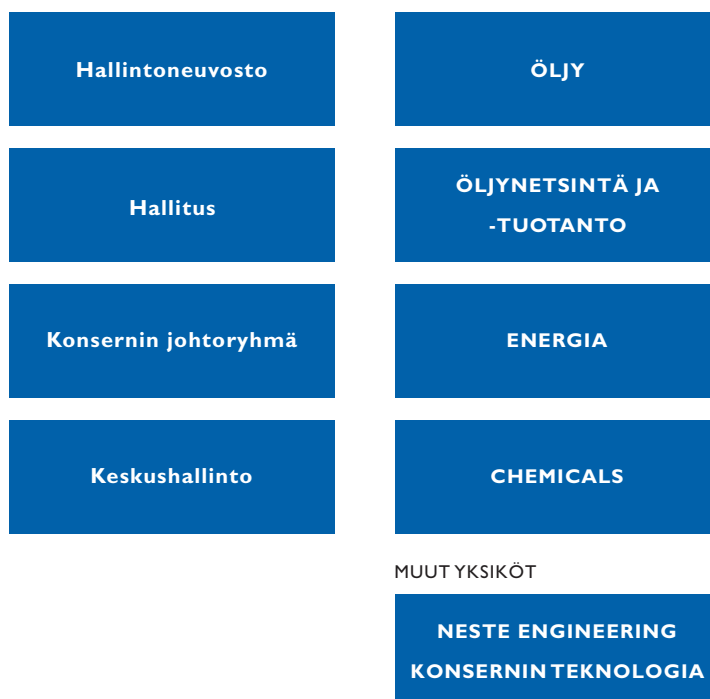 Hallintoneuvosto
Hallitus
Konsernin johtoryhmä
Keskushallinto
ÖLJY
ÖLJYNETSINTÄ JA
-TUOTANTO
ENERGIA
CHEMICALS
MUUT YKSIKÖT
NESTE ENGINEERING
KONSERNIN TEKNOLOGIA